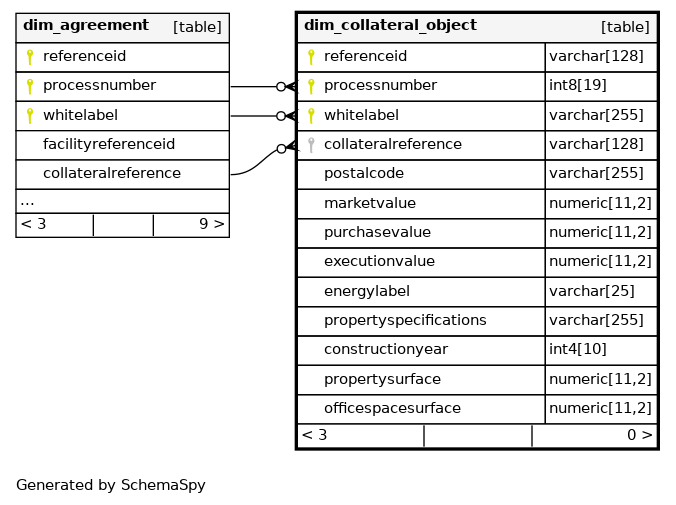 dim_agreement [table]
referenceid
processnumber
whitelabel
facilityreferenceid
collateralreference
...
< 3 9 >
dim_collateral_object [table]
referenceid varchar[128]
processnumber int8[19]
whitelabel varchar[255]
collateralreference varchar[128]
postalcode varchar[255]
marketvalue numeric[11,2]
purchasevalue numeric[11,2]
executionvalue numeric[11,2]
energylabel varchar[25]
propertyspecifications varchar[255]
constructionyear int4[10]
propertysurface numeric[11,2]
officespacesurface numeric[11,2]
< 3 0 >
Generated by SchemaSpy